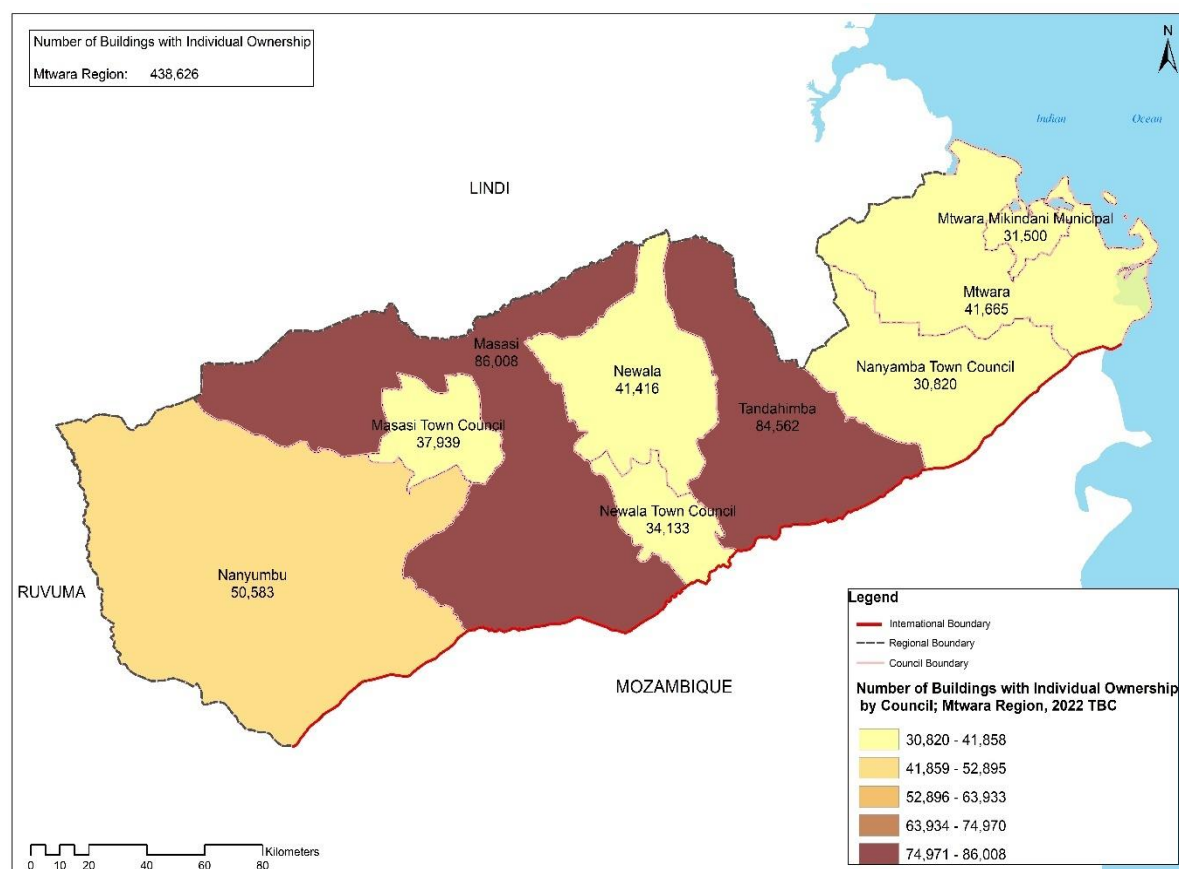 Number of Buildings with Individual Ownership
Mtwara Region: 438,626
N
Indian Ocean
LINDI
Mtwara Mikindani Municipal
31,500
Mtwara
41,665
Masasi
86,008
Newala
41,416
Nanyamba Town Council
30,820
Tandahimba
84,562
Masasi Town Council
37,939
Newala Town Council
34,133
Nanyumbu
50,583
RUVUMA
MOZAMBIQUE
Legend
International Boundary
Regional Boundary
Council Boundary
Number of Buildings with Individual Ownership
by Council; Mtwara Region, 2022 TBC
30,820 - 41,858
41,859 - 52,895
52,896 - 63,933
63,934 - 74,970
74,971 - 86,008
Kilometers
0 5 10 20 40 60 80